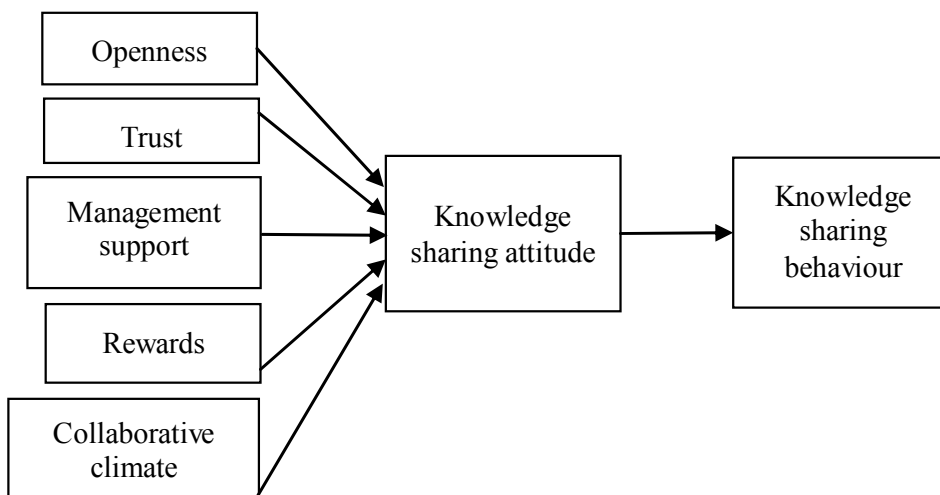 Openness
Trust
Management
support
Rewards
Collaborative
climate
Knowledge
sharing attitude
Knowledge
sharing
behaviour